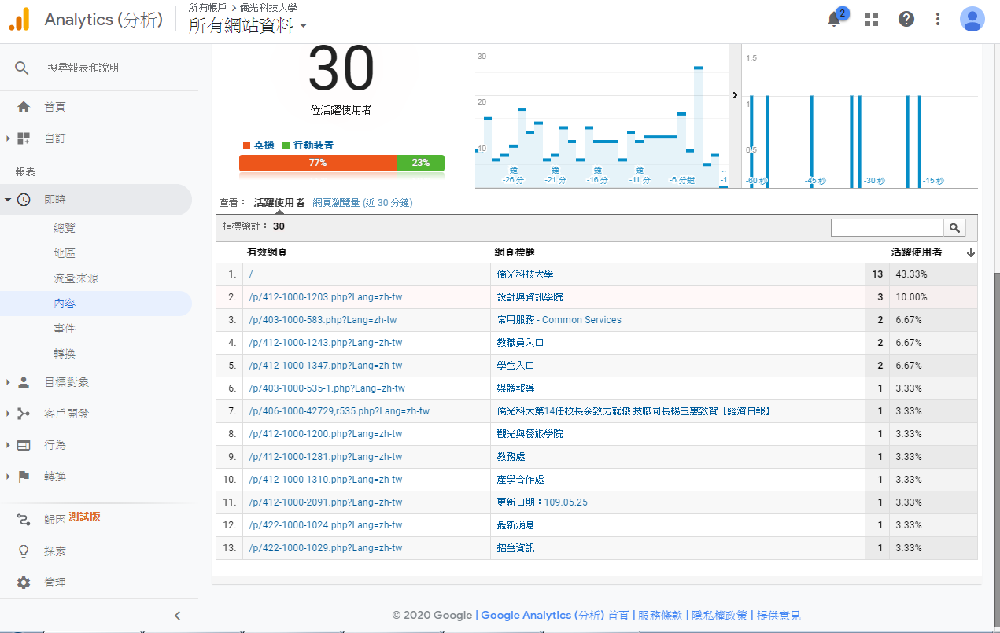 Analytics (分析)
所有帳戶 > 僑光科技大學
所有網站資料
2
搜尋報表和說明
首頁
自訂
報表
即時
總覽
地區
流量來源
內容
事件
轉換
目標對象
客戶開發
行為
轉換
歸因 測試版
探索
管理
30
位活躍使用者
桌機 行動裝置
77% 23%
30
20
10
鐘 鐘 鐘 鐘 ..
-26 分 -21 分 -16 分 -11 分 -6 分鐘 -1
1.5
1
0.5
-60 秒 -45 秒 -30 秒 -15 秒
查看: 活躍使用者 網頁瀏覽量 (近 30 分鐘)
指標總計: 30
有效網頁 網頁標題 活躍使用者
1. / 僑光科技大學 13 43.33%
2. /p/412-1000-1203.php?Lang=zh-tw 設計與資訊學院 3 10.00%
3. /p/403-1000-583.php?Lang=zh-tw 常用服務 - Common Services 2 6.67%
4. /p/412-1000-1243.php?Lang=zh-tw 教職員入口 2 6.67%
5. /p/412-1000-1347.php?Lang=zh-tw 學生入口 2 6.67%
6. /p/403-1000-535-1.php?Lang=zh-tw 媒體報導 1 3.33%
7. /p/406-1000-42729,r535.php?Lang=zh-tw 僑光科大第14任校長余致力就職 技職司長楊玉惠致賀【經濟日報】 1 3.33%
8. /p/412-1000-1200.php?Lang=zh-tw 觀光與餐旅學院 1 3.33%
9. /p/412-1000-1281.php?Lang=zh-tw 教務處 1 3.33%
10. /p/412-1000-1310.php?Lang=zh-tw 產學合作處 1 3.33%
11. /p/412-1000-2091.php?Lang=zh-tw 更新日期:109.05.25 1 3.33%
12. /p/422-1000-1024.php?Lang=zh-tw 最新消息 1 3.33%
13. /p/422-1000-1029.php?Lang=zh-tw 招生資訊 1 3.33%
© 2020 Google | Google Analytics (分析) 首頁 | 服務條款 | 隱私權政策 | 提供意見